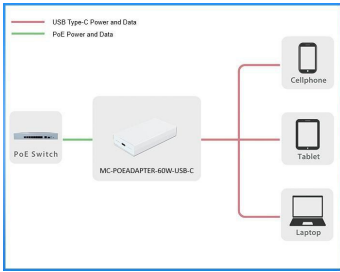 USB Type-C Power and Data
PoE Power and Data
Cellphone
PoE Switch
MC-POEADAPTER-60W-USB-C
Tablet
Laptop